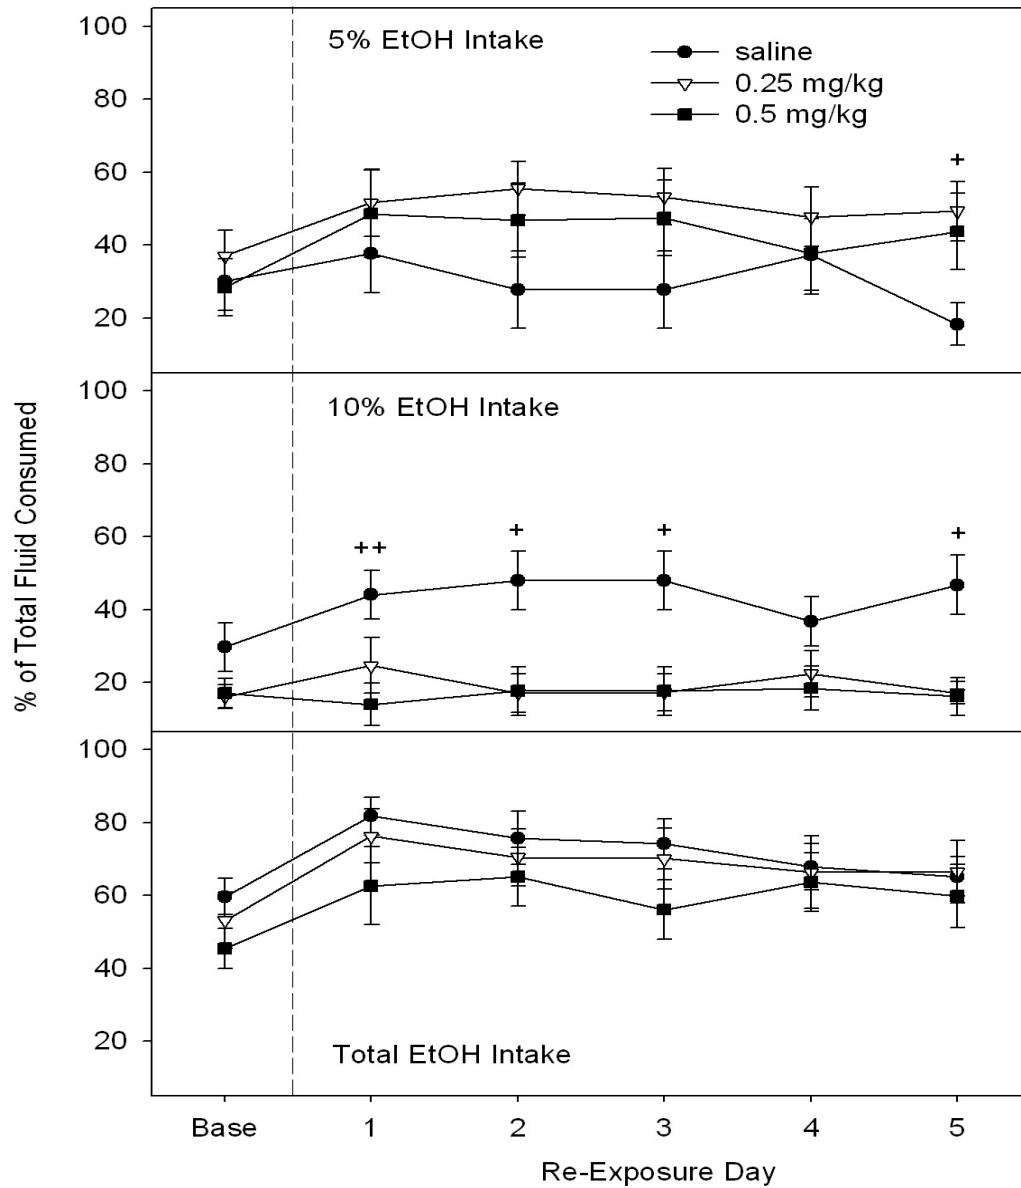 100
5% EtOH Intake
saline
0.25 mg/kg
0.5 mg/kg
80
60
+
40
20
100
10% EtOH Intake
80
60
++
+
+
+
40
20
100
80
60
40
20
Total EtOH Intake
% of Total Fluid Consumed
Base 1 2 3 4 5
Re-Exposure Day